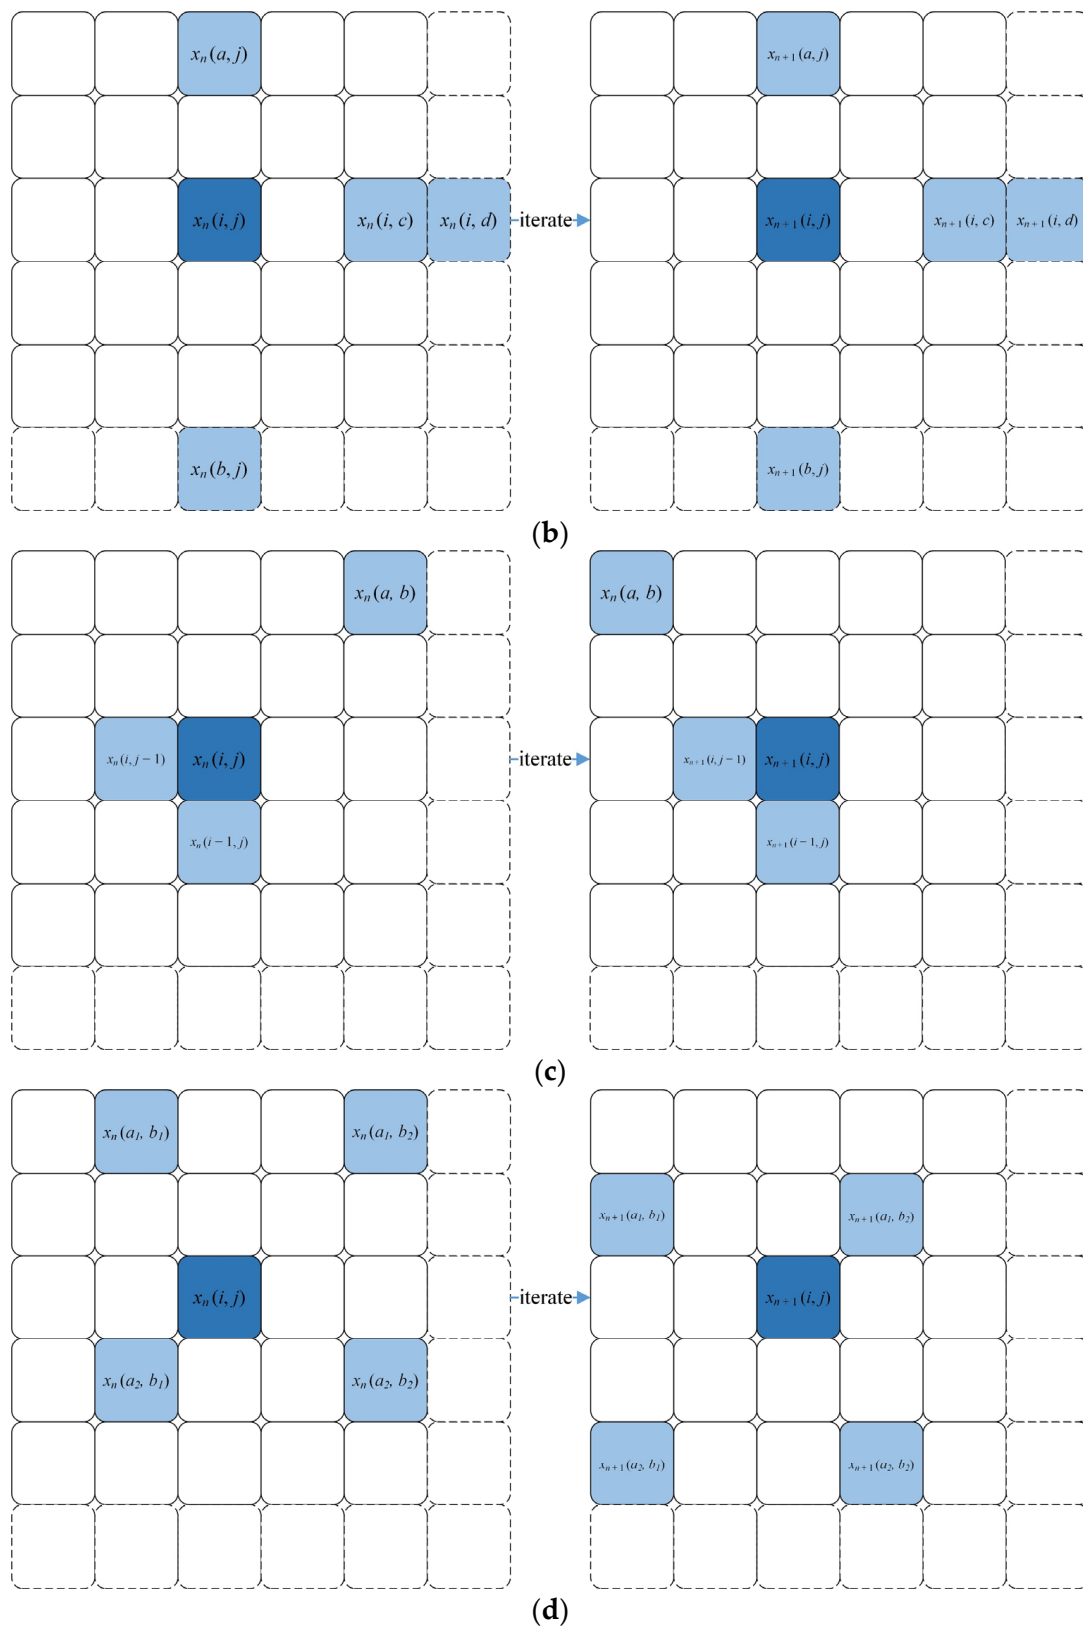 xₙ(a, j) xₙ₊₁(a, j)
xₙ(i, j) xₙ(i, c) xₙ(i, d) iterate xₙ₊₁(i, j) xₙ₊₁(i, c) xₙ₊₁(i, d)
xₙ(b, j) xₙ₊₁(b, j)
(b)
xₙ(a, b) xₙ(a, b)
xₙ(i, j − 1) xₙ(i, j) iterate xₙ₊₁(i, j − 1) xₙ₊₁(i, j)
xₙ(i − 1, j) xₙ₊₁(i − 1, j)
(c)
xₙ(a₁, b₁) xₙ(a₁, b₂)
xₙ₊₁(a₁, b₁) xₙ₊₁(a₁, b₂)
xₙ(i, j) iterate xₙ₊₁(i, j)
xₙ(a₂, b₁) xₙ(a₂, b₂)
xₙ₊₁(a₂, b₁) xₙ₊₁(a₂, b₂)
(d)